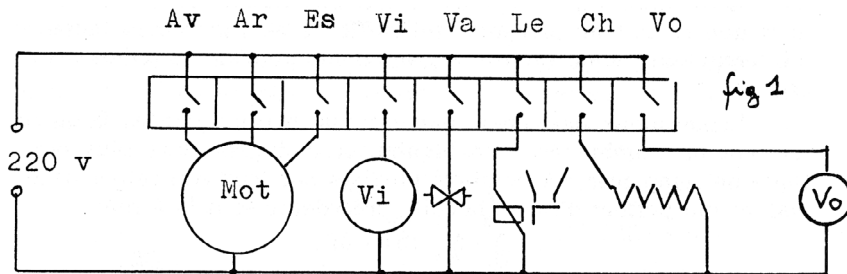 Av Ar Es Vi Va Le Ch Vo
fig 1
220 v
Mot
Vi
Vo